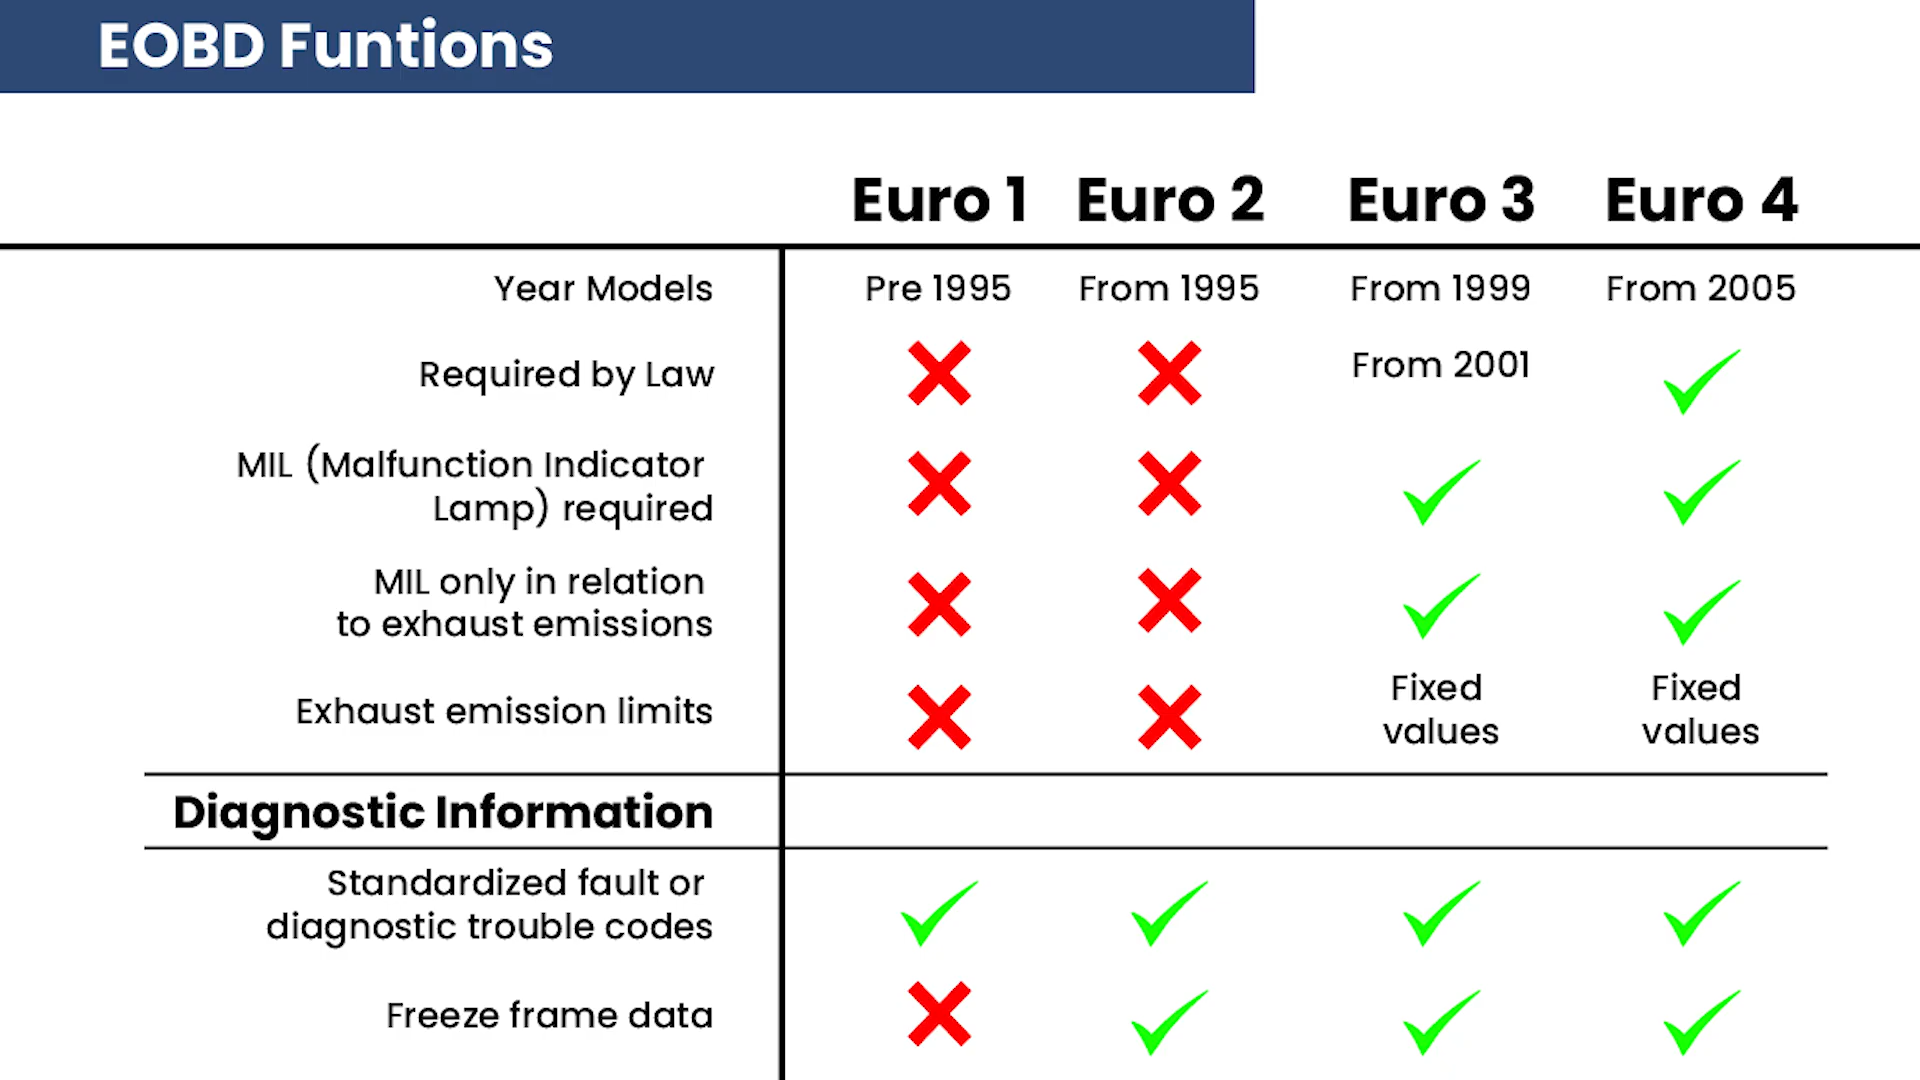 EOBD Funtions
Euro 1 Euro 2 Euro 3 Euro 4
Year Models Pre 1995 From 1995 From 1999 From 2005
Required by Law From 2001
MIL (Malfunction Indicator
Lamp) required
MIL only in relation
to exhaust emissions
Exhaust emission limits Fixed values Fixed values
Diagnostic Information
Standardized fault or
diagnostic trouble codes
Freeze frame data